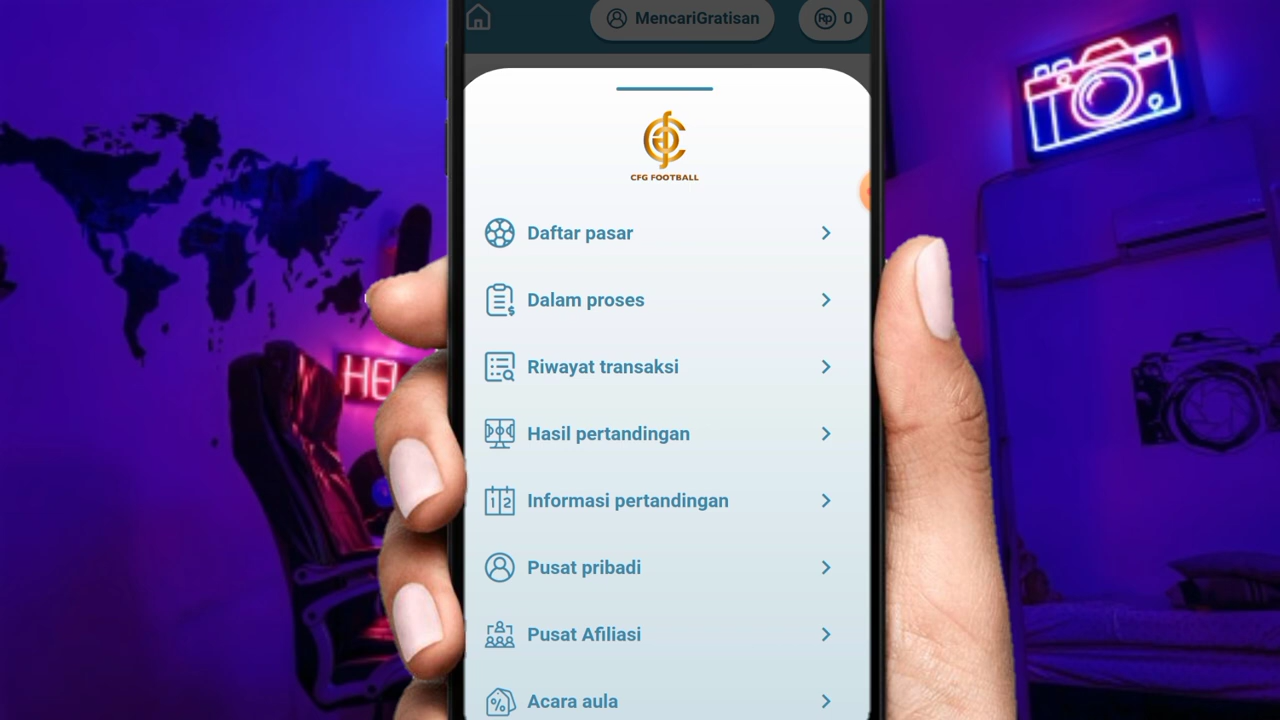 MencariGratisan
Rp 0
CFG FOOTBALL
Daftar pasar
Dalam proses
Riwayat transaksi
Hasil pertandingan
Informasi pertandingan
Pusat pribadi
Pusat Afiliasi
Acara aula